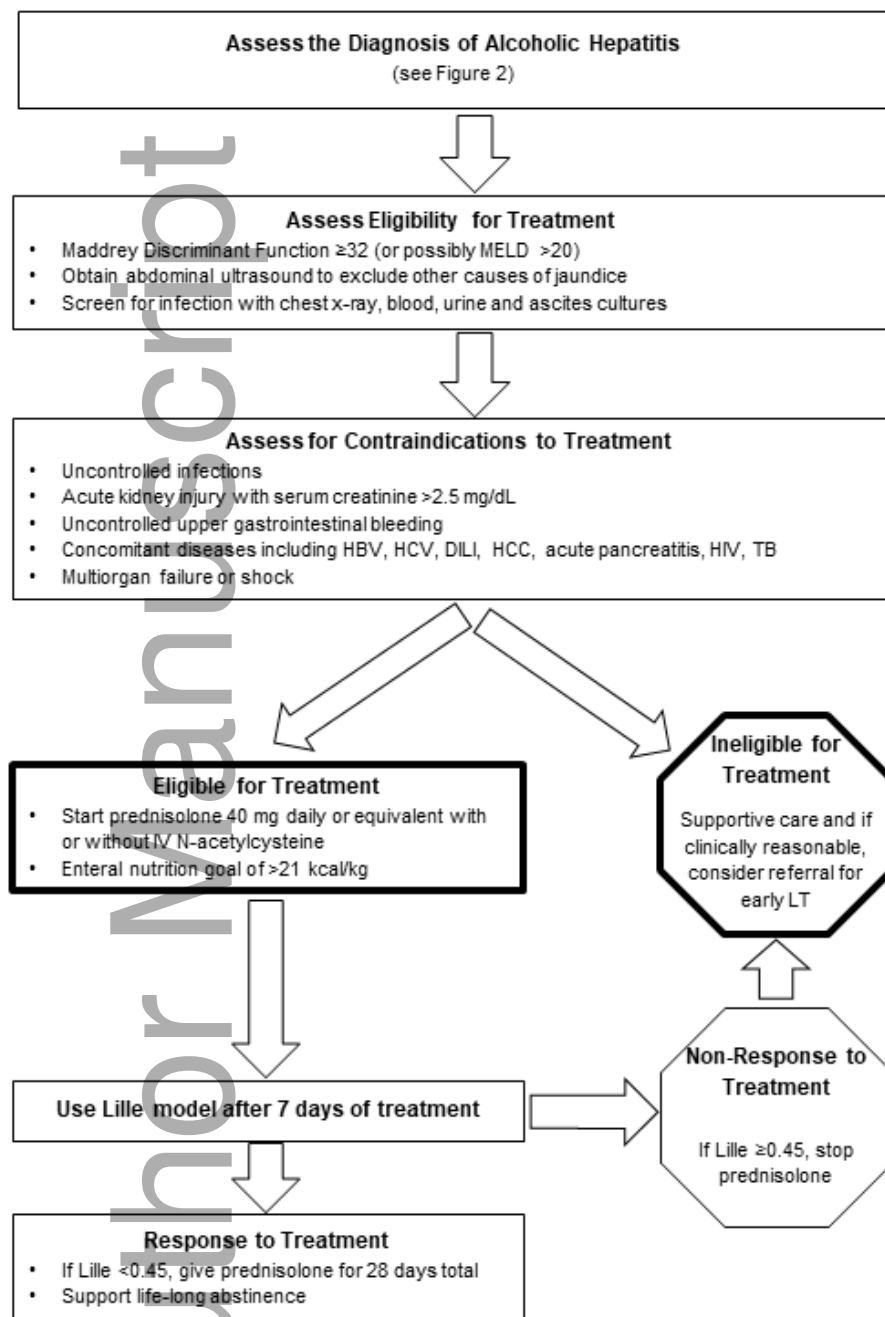 Assess the Diagnosis of Alcoholic Hepatitis
(see Figure 2)
Assess Eligibility for Treatment
• Maddrey Discriminant Function ≥32 (or possibly MELD >20)
• Obtain abdominal ultrasound to exclude other causes of jaundice
• Screen for infection with chest x-ray, blood, urine and ascites cultures
Assess for Contraindications to Treatment
• Uncontrolled infections
• Acute kidney injury with serum creatinine >2.5 mg/dL
• Uncontrolled upper gastrointestinal bleeding
• Concomitant diseases including HBV, HCV, DILI, HCC, acute pancreatitis, HIV, TB
• Multiorgan failure or shock
Eligible for Treatment
• Start prednisolone 40 mg daily or equivalent with
or without IV N-acetylcysteine
• Enteral nutrition goal of >21 kcal/kg
Ineligible for
Treatment
Supportive care and if
clinically reasonable,
consider referral for
early LT
Use Lille model after 7 days of treatment
Non-Response to
Treatment
If Lille ≥0.45, stop
prednisolone
Response to Treatment
• If Lille <0.45, give prednisolone for 28 days total
• Support life-long abstinence
uthor Manuscript